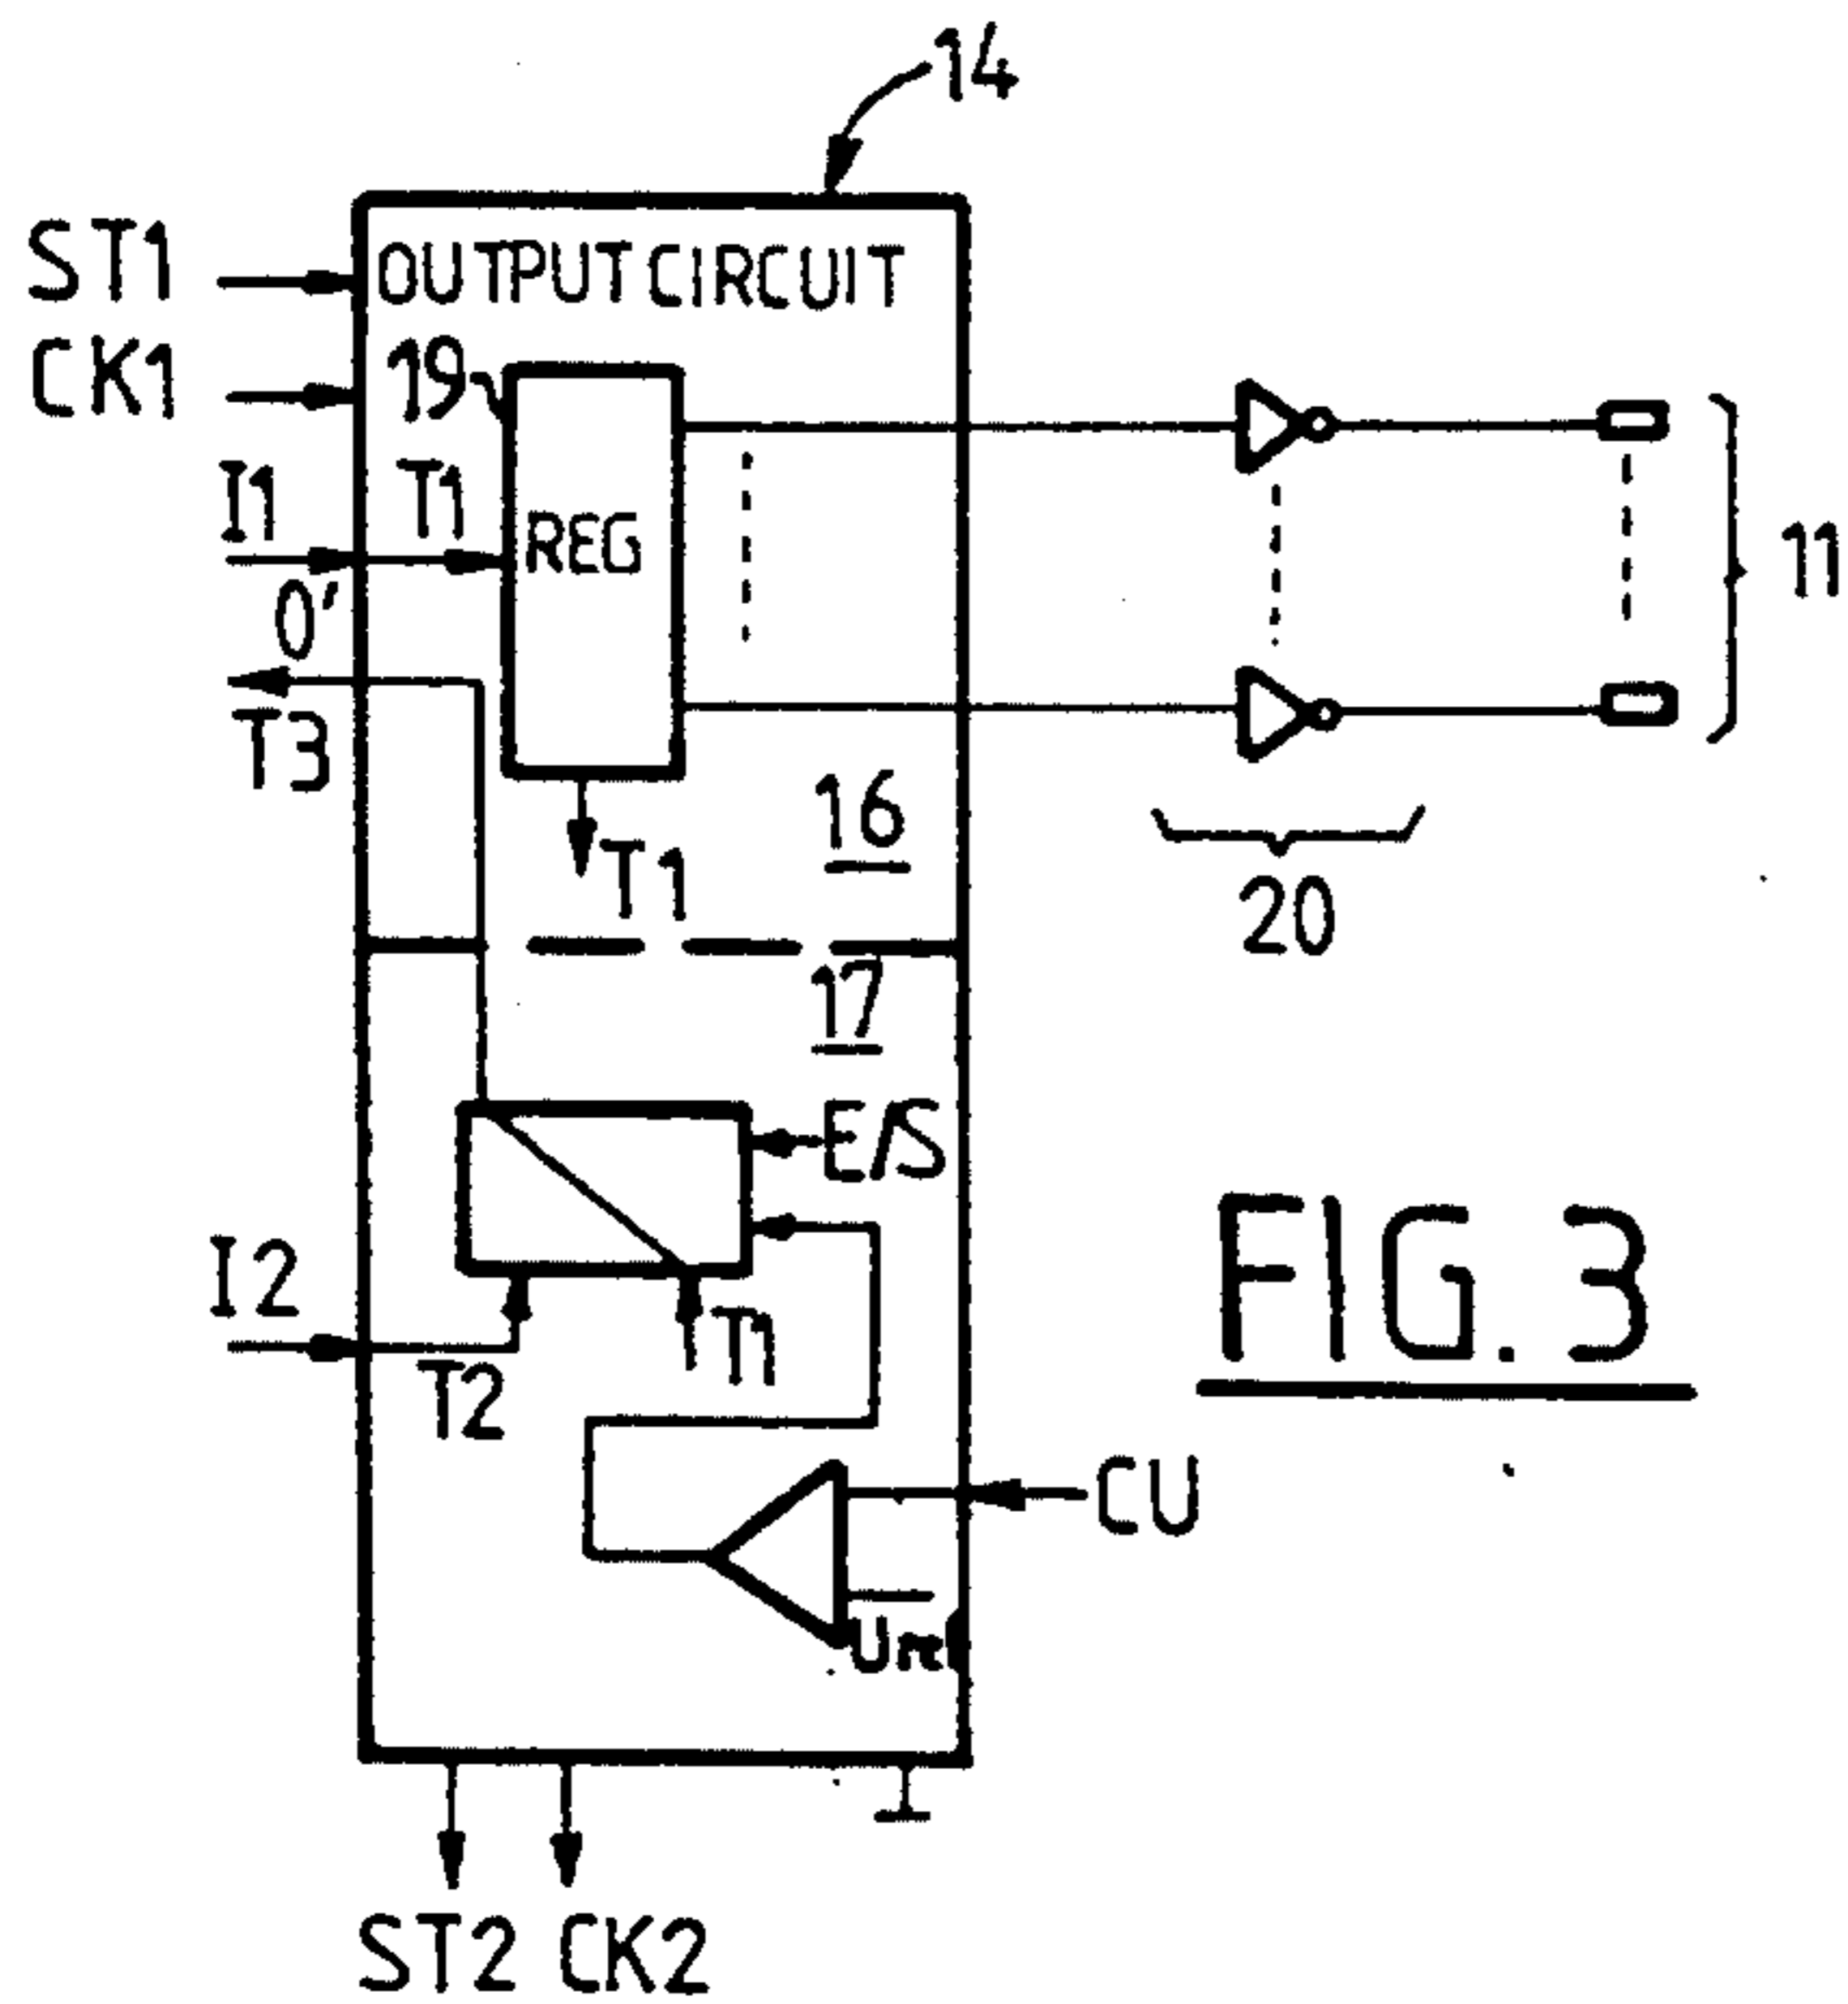 14
ST1
OUTPUT CIRCUIT
CK1
19
I1
T1
REG
11
O'
T3
16
T1
20
17
E/S
I2
T1
T2
FIG. 3
CU
Uref
ST2 CK2